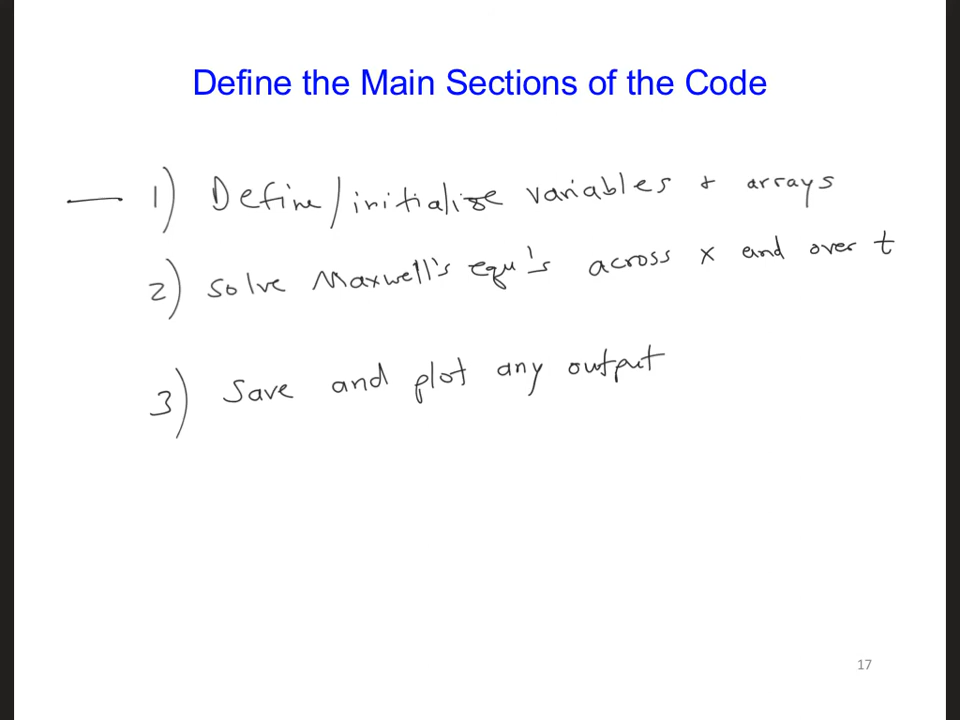 Define the Main Sections of the Code
1) Define/initialize variables + arrays
2) solve Maxwell's equ's across x and over t
3) Save and plot any output
17